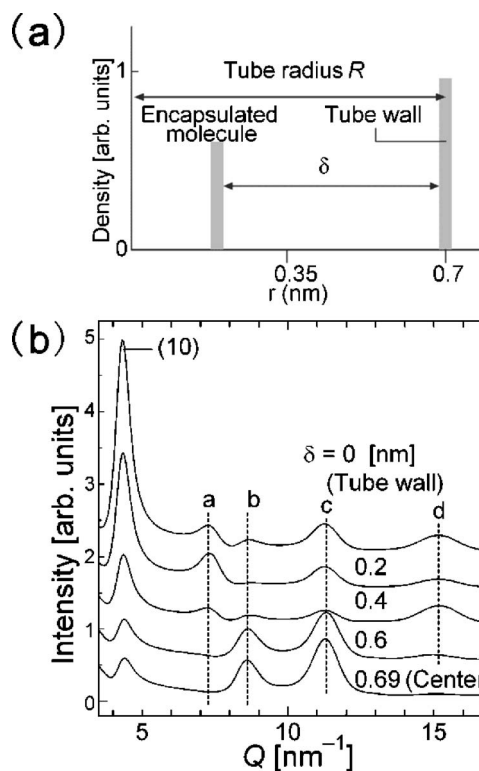 (a)
Density [arb. units]
1
0
Tube radius R
Encapsulated
molecule
Tube wall
δ
0.35
0.7
r (nm)
(b)
Intensity [arb. units]
5
4
3
2
1
0
(10)
δ = 0 [nm]
(Tube wall)
a
b
c
d
0.2
0.4
0.6
0.69 (Center
5
10
15
Q [nm⁻¹]